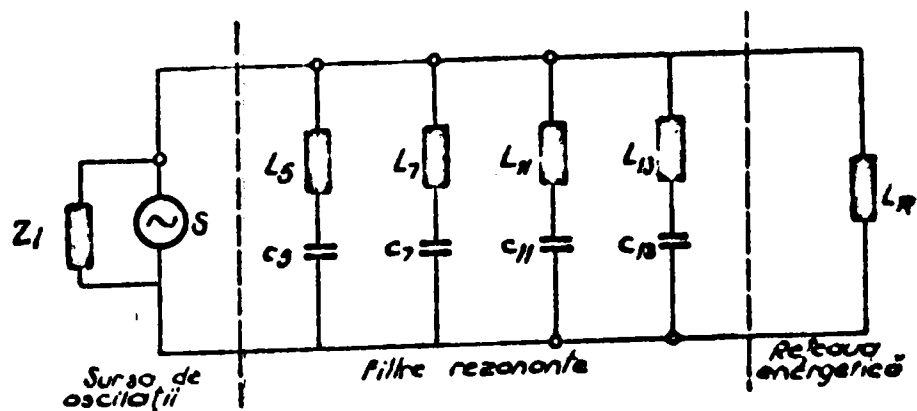 L5
L7
L11
L13
LR
Z1
S
C5
C7
C11
C13
Sursa de
oscilații
Filtre rezonante
Rețeaua
energetică